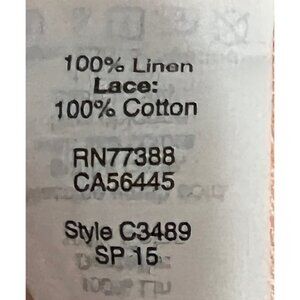 100% Linen
Lace:
100% Cotton
RN77388
CA56445
Style C3489
SP 15